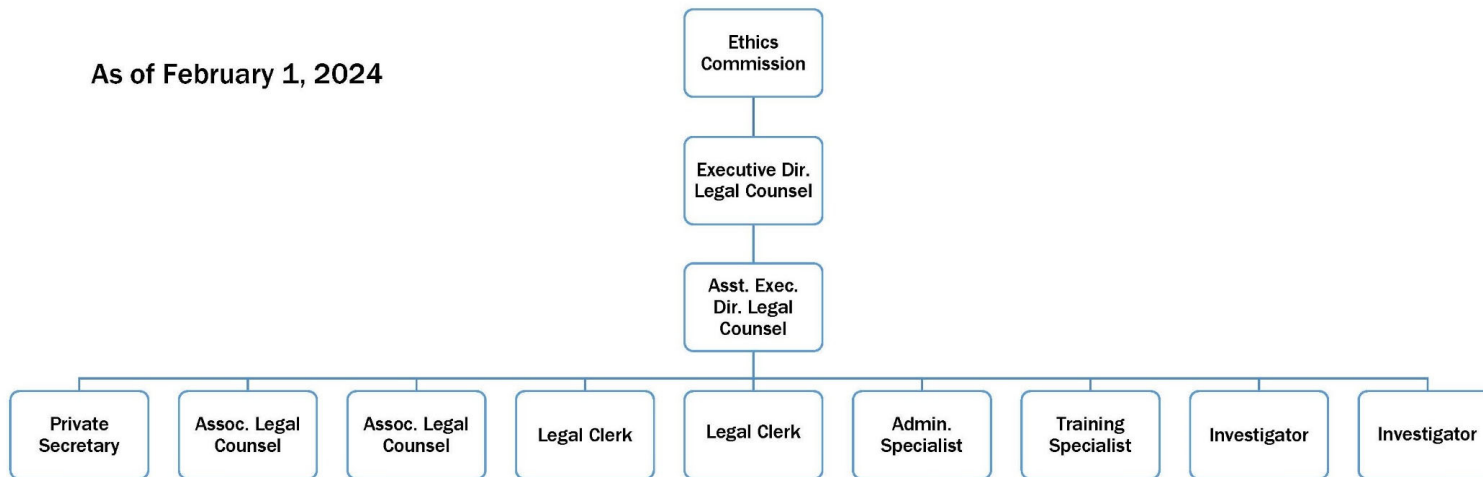 As of February 1, 2024
Ethics
Commission
Executive Dir.
Legal Counsel
Asst. Exec.
Dir. Legal
Counsel
Private
Secretary
Assoc. Legal
Counsel
Assoc. Legal
Counsel
Legal Clerk
Legal Clerk
Admin.
Specialist
Training
Specialist
Investigator
Investigator